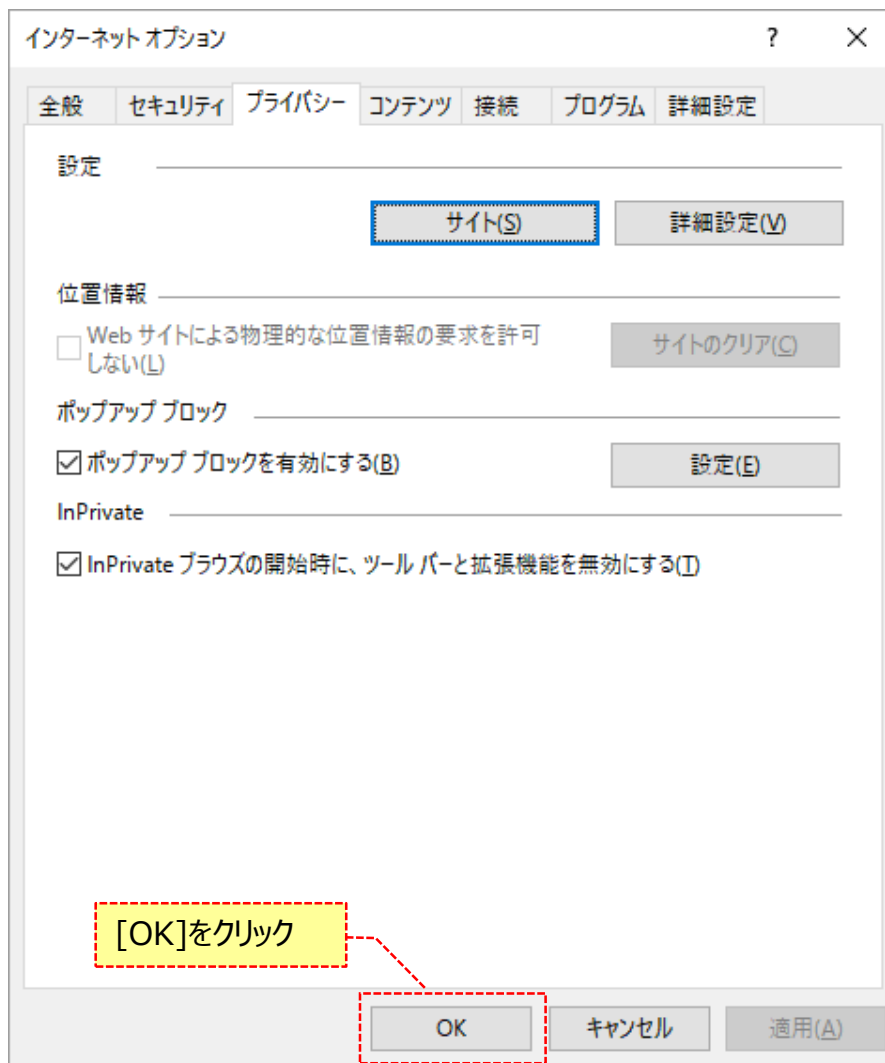 インターネット オプション ?
全般 セキュリティ プライバシー コンテンツ 接続 プログラム 詳細設定
設定
サイト(S) 詳細設定(V)
位置情報
Web サイトによる物理的な位置情報の要求を許可
しない(L)
サイトのクリア(C)
ポップアップ ブロック
ポップアップ ブロックを有効にする(B) 設定(E)
InPrivate
InPrivate ブラウズの開始時に、ツール バーと拡張機能を無効にする(T)
[OK]をクリック
OK キャンセル 適用(A)